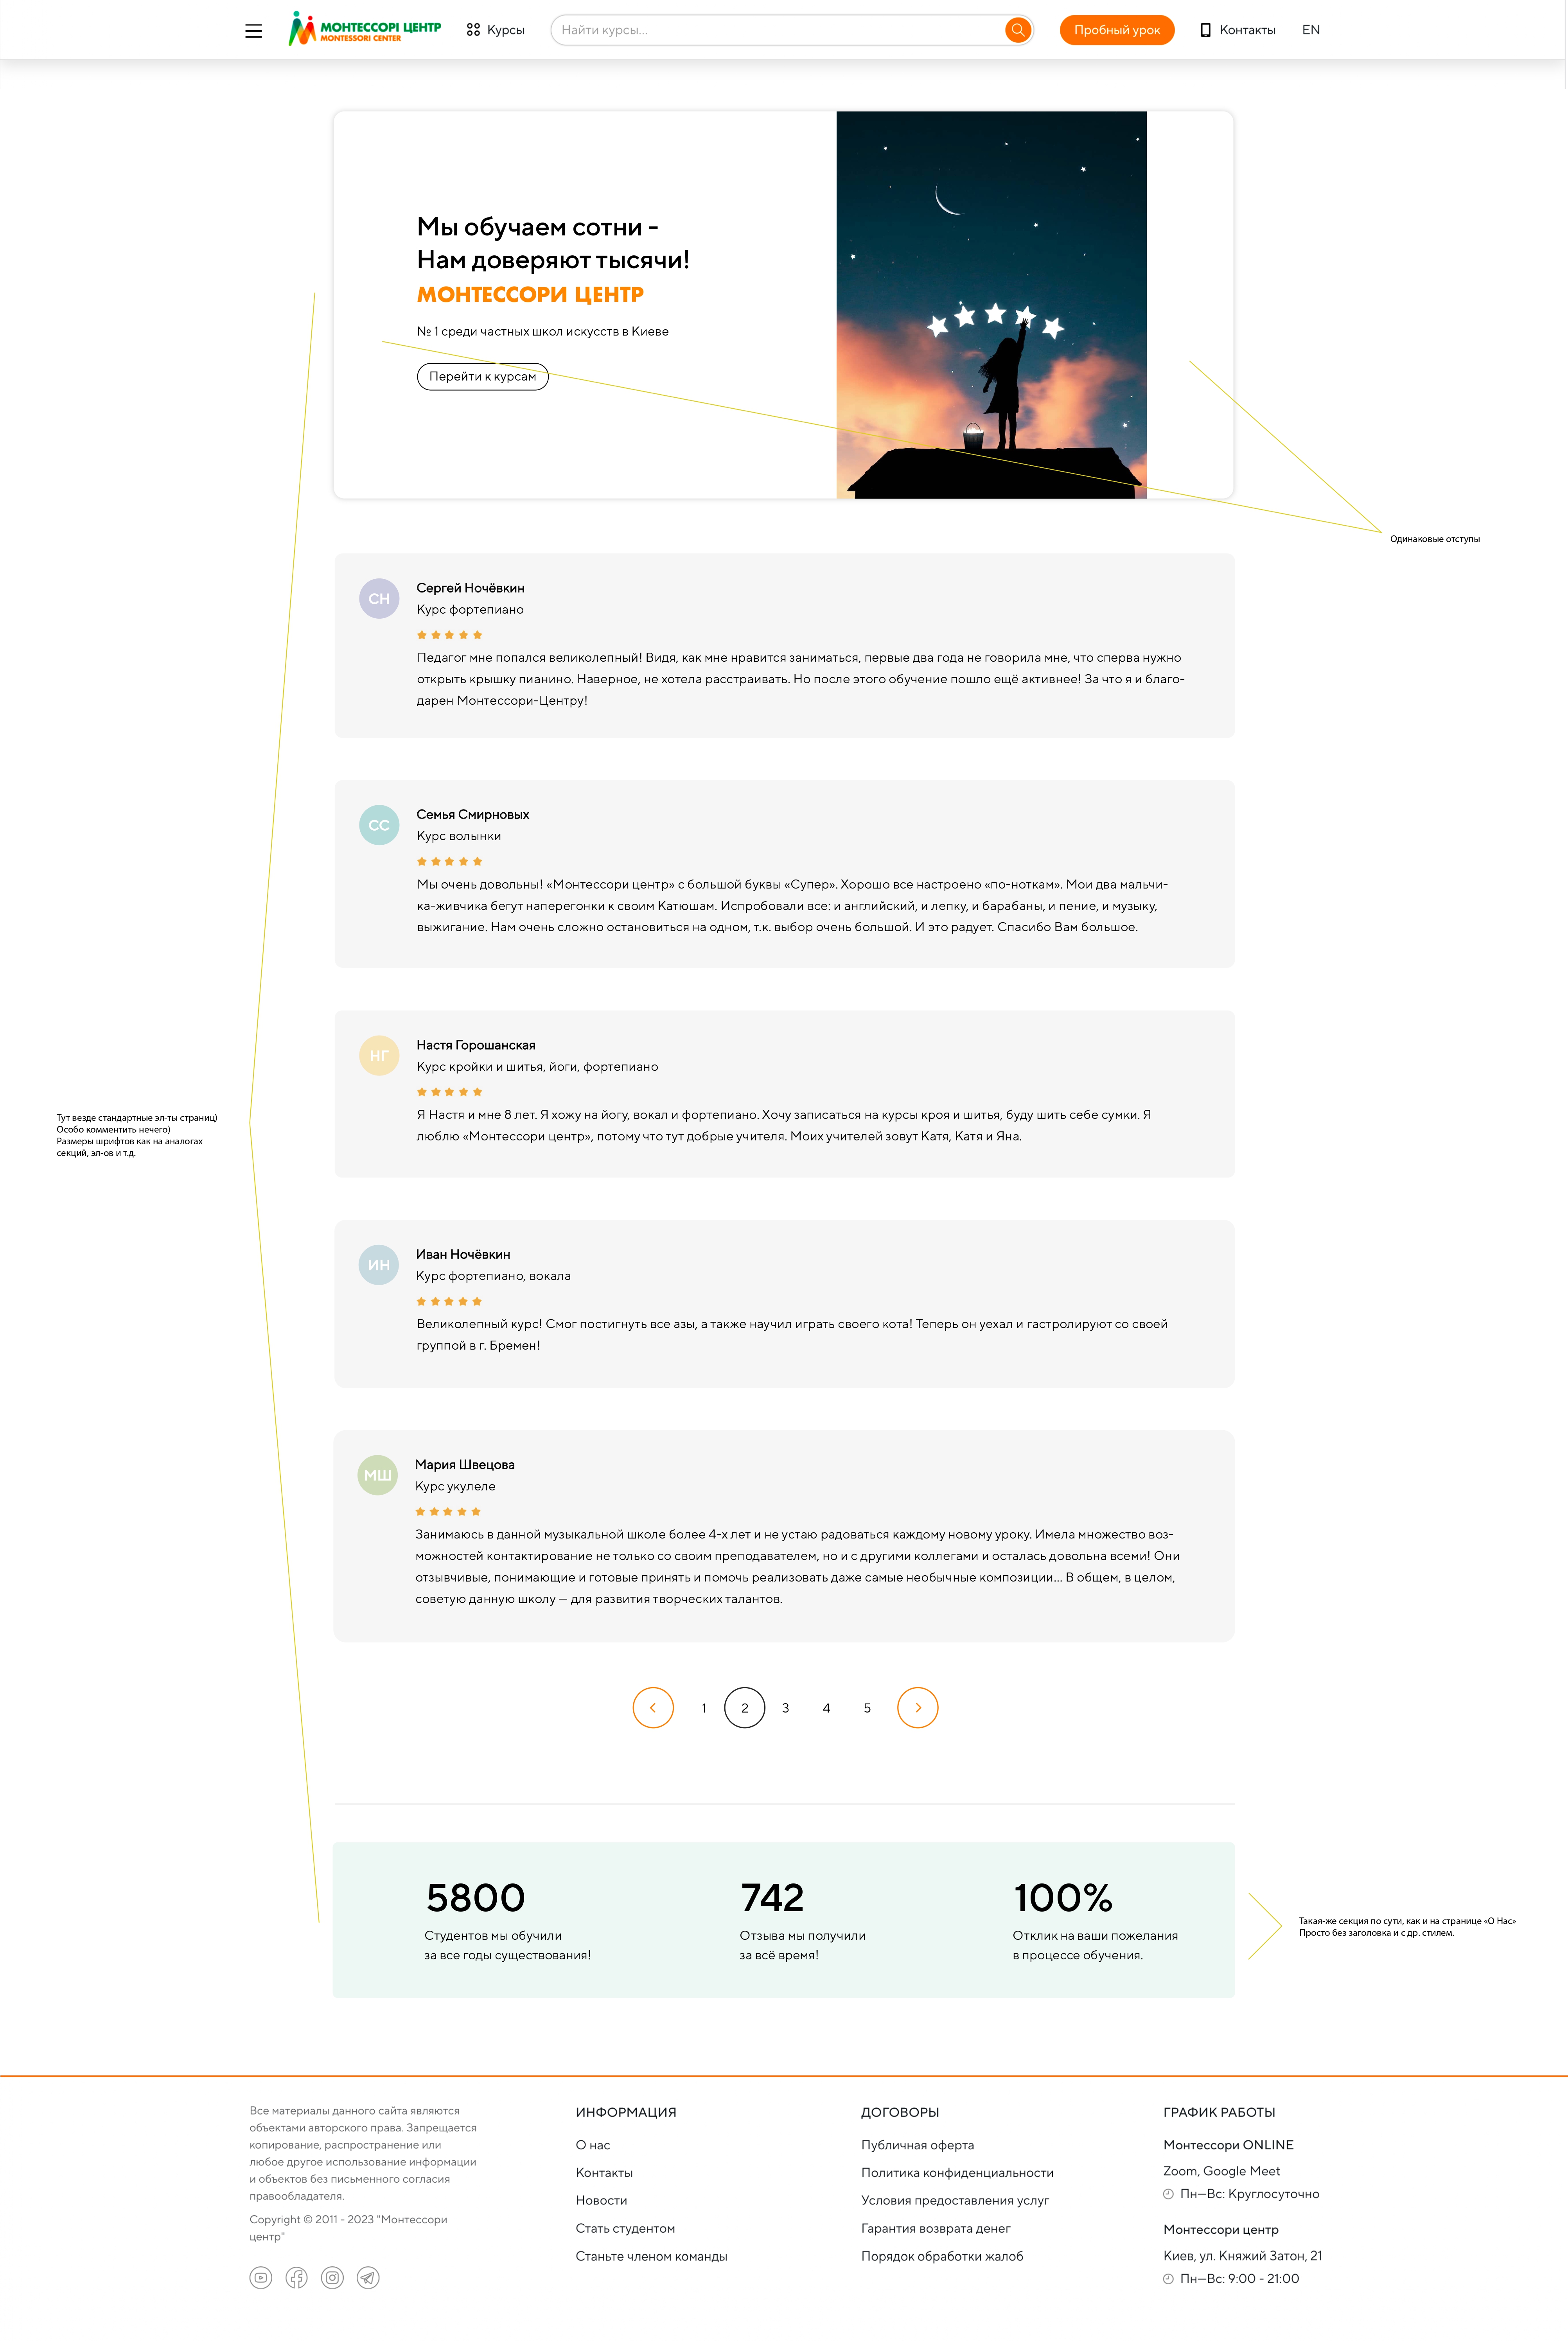 МОНТЕССОРІ ЦЕНТР
MONTESSORI CENTER
Курсы
Найти курсы...
Пробный урок
Контакты
EN
Мы обучаем сотни -
Нам доверяют тысячи!
МОНТЕССОРИ ЦЕНТР
№ 1 среди частных школ искусств в Киеве
Перейти к курсам
Одинаковые отступы
СН
Сергей Ночёвкин
Курс фортепиано
Педагог мне попался великолепный! Видя, как мне нравится заниматься, первые два года не говорила мне, что сперва нужно
открыть крышку пианино. Наверное, не хотела расстраивать. Но после этого обучение пошло ещё активнее! За что я и благо-
дарен Монтессори-Центру!
СС
Семья Смирновых
Курс волынки
Мы очень довольны! «Монтессори центр» с большой буквы «Супер». Хорошо все настроено «по-ноткам». Мои два мальчи-
ка-живчика бегут наперегонки к своим Катюшам. Испробовали все: и английский, и лепку, и барабаны, и пение, и музыку,
выжигание. Нам очень сложно остановиться на одном, т.к. выбор очень большой. И это радует. Спасибо Вам большое.
НГ
Настя Горошанская
Курс кройки и шитья, йоги, фортепиано
Я Настя и мне 8 лет. Я хожу на йогу, вокал и фортепиано. Хочу записаться на курсы кроя и шитья, буду шить себе сумки. Я
люблю «Монтессори центр», потому что тут добрые учителя. Моих учителей зовут Катя, Катя и Яна.
Тут везде стандартные эл-ты страниц)
Особо комментить нечего)
Размеры шрифтов как на аналогах
секций, эл-ов и т.д.
ИН
Иван Ночёвкин
Курс фортепиано, вокала
Великолепный курс! Смог постигнуть все азы, а также научил играть своего кота! Теперь он уехал и гастролируют со своей
группой в г. Бремен!
МШ
Мария Швецова
Курс укулеле
Занимаюсь в данной музыкальной школе более 4-х лет и не устаю радоваться каждому новому уроку. Имела множество воз-
можностей контактирование не только со своим преподавателем, но и с другими коллегами и осталась довольна всеми! Они
отзывчивые, понимающие и готовые принять и помочь реализовать даже самые необычные композиции... В общем, в целом,
советую данную школу — для развития творческих талантов.
1 2 3 4 5
5800
Студентов мы обучили
за все годы существования!
742
Отзыва мы получили
за всё время!
100%
Отклик на ваши пожелания
в процессе обучения.
Такая-же секция по сути, как и на странице «О Нас»
Просто без заголовка и с др. стилем.
Все материалы данного сайта являются
объектами авторского права. Запрещается
копирование, распространение или
любое другое использование информации
и объектов без письменного согласия
правообладателя.
Copyright © 2011 - 2023 "Монтессори
центр"
ИНФОРМАЦИЯ
О нас
Контакты
Новости
Стать студентом
Станьте членом команды
ДОГОВОРЫ
Публичная оферта
Политика конфиденциальности
Условия предоставления услуг
Гарантия возврата денег
Порядок обработки жалоб
ГРАФИК РАБОТЫ
Монтессори ONLINE
Zoom, Google Meet
Пн—Вс: Круглосуточно
Монтессори центр
Киев, ул. Княжий Затон, 21
Пн—Вс: 9:00 - 21:00